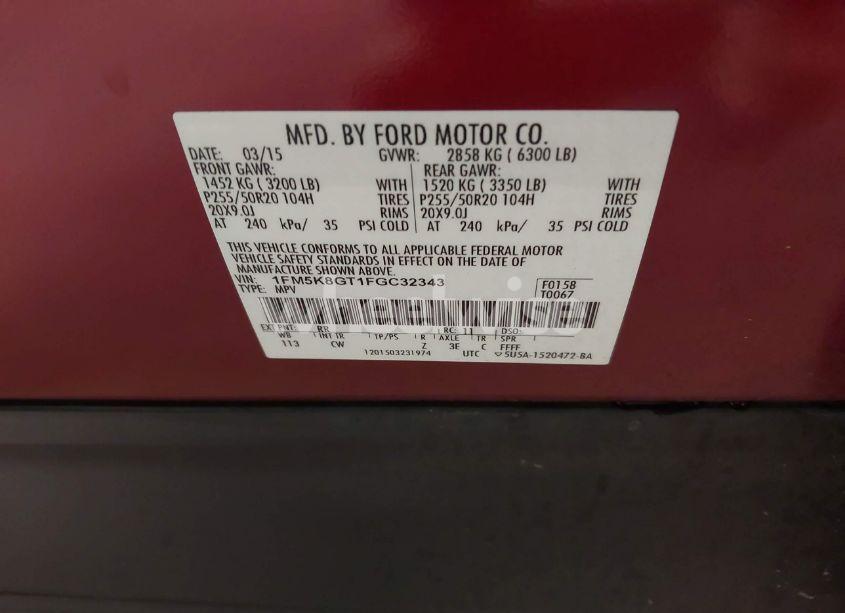 MFD. BY FORD MOTOR CO.
DATE: 03/15 GVWR: 2858 KG ( 6300 LB)
FRONT GAWR: REAR GAWR:
1452 KG ( 3200 LB) WITH 1520 KG ( 3350 LB) WITH
P255/50R20 104H TIRES P255/50R20 104H TIRES
20X9.0J RIMS 20X9.0J RIMS
AT 240 kPa/ 35 PSI COLD AT 240 kPa/ 35 PSI COLD
THIS VEHICLE CONFORMS TO ALL APPLICABLE FEDERAL MOTOR
VEHICLE SAFETY STANDARDS IN EFFECT ON THE DATE OF
MANUFACTURE SHOWN ABOVE.
VIN: 1FM5K8GT1FGC32343 F0158
TYPE: MPV T0067
EXT PNT: RR RC: 11 DSO:
WB INT TR TP/PS R AXLE TR SPR
113 CW Z 3E C FFFF
1201503231974 UTC 5U5A-1520472-BA